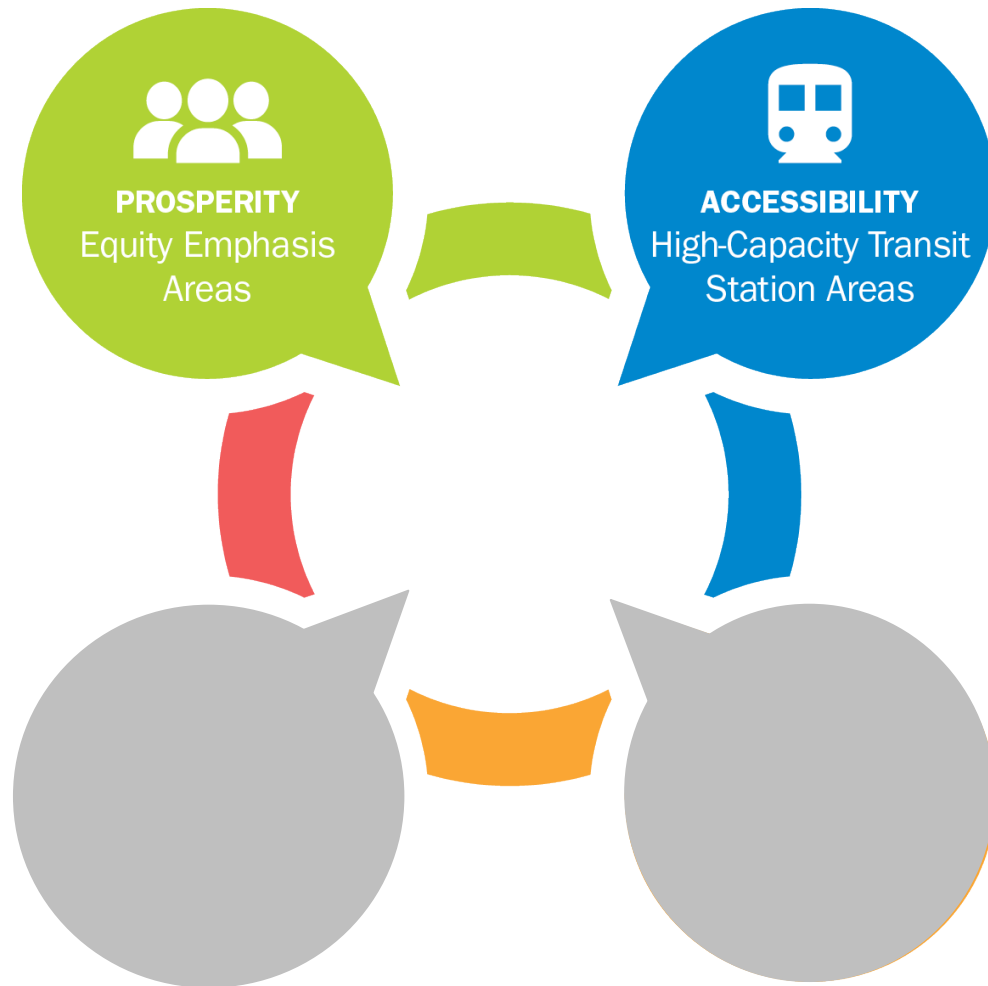 PROSPERITY
Equity Emphasis
Areas
ACCESSIBILITY
High-Capacity Transit
Station Areas